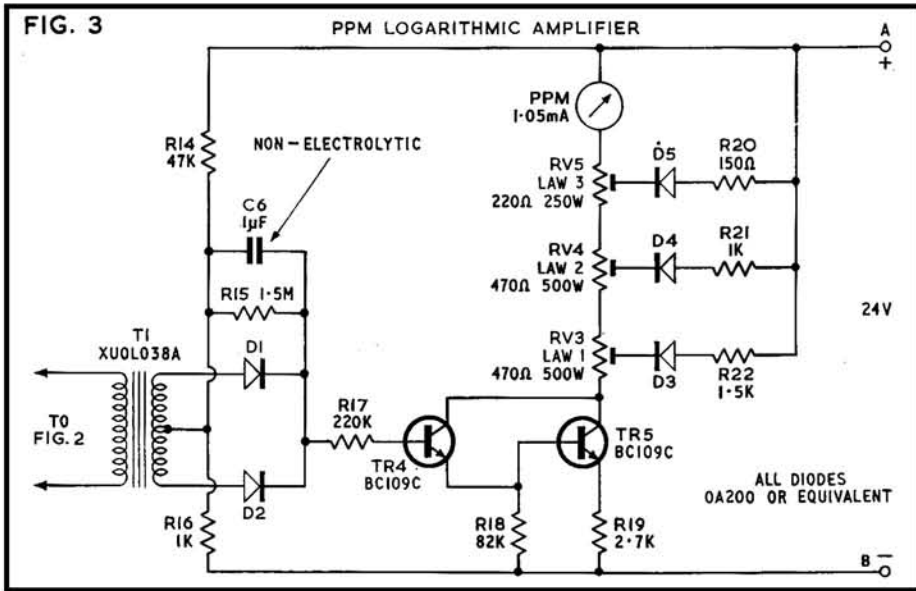 FIG. 3
PPM LOGARITHMIC AMPLIFIER
A
+
PPM
1·05mA
R14
47K
NON-ELECTROLYTIC
C6
1µF
R15 1·5M
T1
XU0L038A
D1
TO
FIG. 2
D2
R16
1K
R17
220K
TR4
BC109C
R18
82K
TR5
BC109C
R19
2·7K
RV5
LAW 3
220Ω 250W
D5
R20
150Ω
RV4
LAW 2
470Ω 500W
D4
R21
1K
RV3
LAW 1
470Ω 500W
D3
R22
1·5K
24V
ALL DIODES
OA200 OR EQUIVALENT
B
−